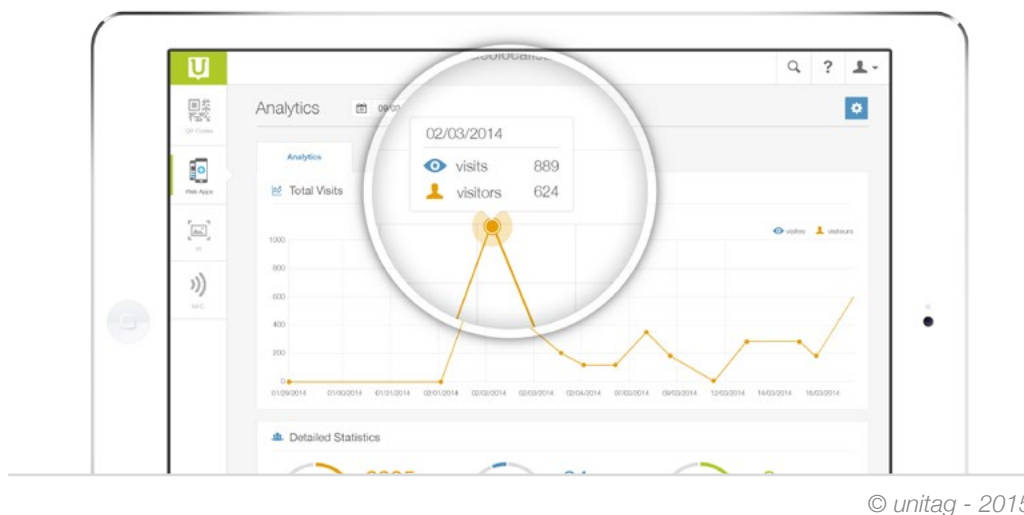 Analytics
02/03/2014
visits 889
visitors 624
QR Codes
Analytics
Web Apps
Total Visits
visites visiteurs
1000
800
600
400
200
0
NFC
01/29/2014 01/30/2014 01/31/2014 02/01/2014 02/02/2014 02/03/2014 02/04/2014 07/03/2014 09/03/2014 12/03/2014 14/03/2014 16/03/2014
Detailed Statistics
© unitag - 2015